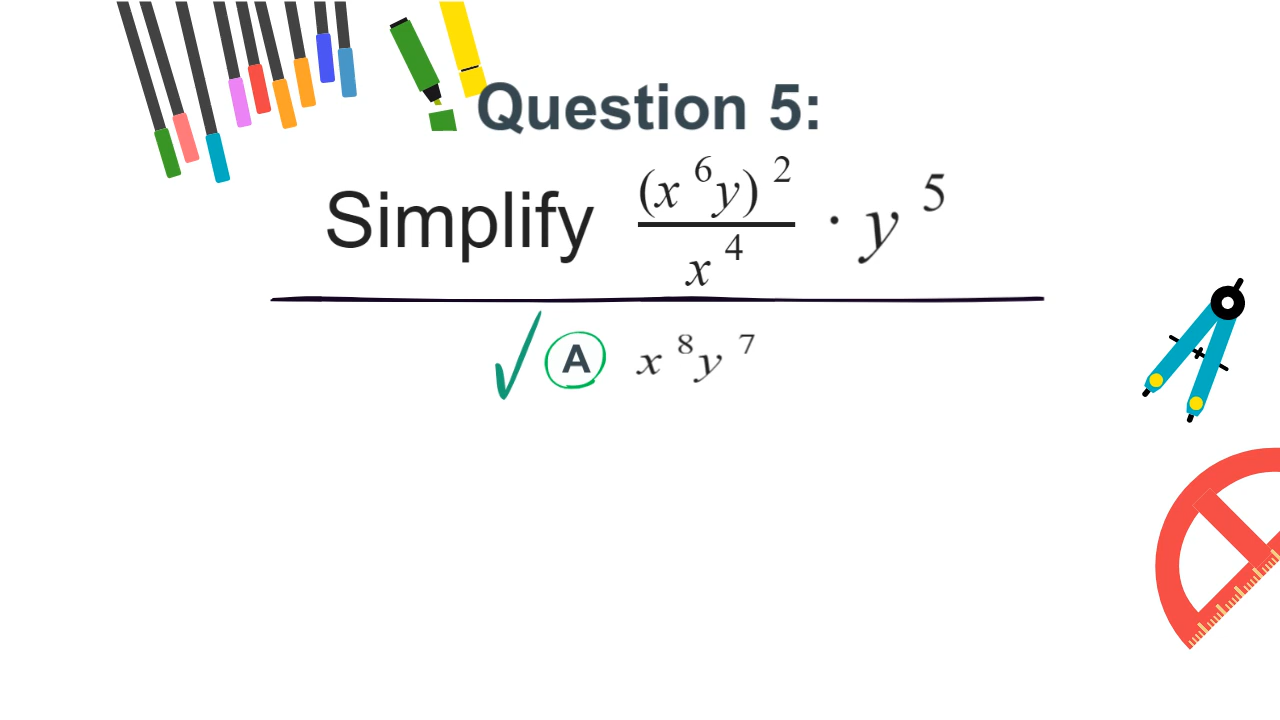 Question 5:
Simplify (x⁶y)²/x⁴ · y⁵
A x⁸y⁷